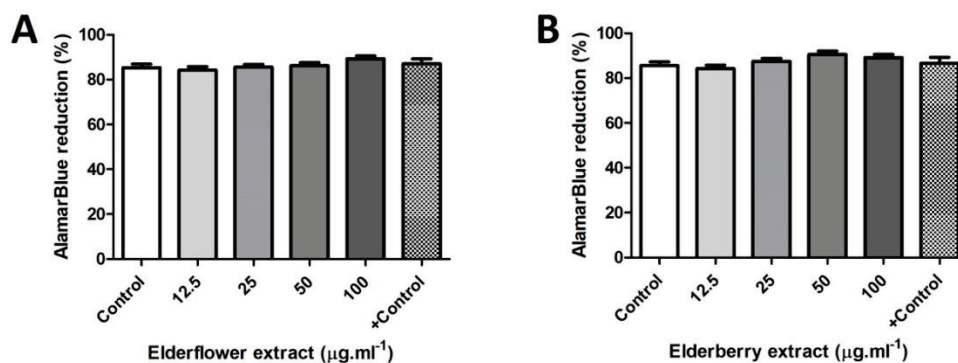 A
AlamarBlue reduction (%)
100
80
60
40
20
0
Control
12.5
25
50
100
+Control
Elderflower extract (µg.ml⁻¹)
B
AlamarBlue reduction (%)
100
80
60
40
20
0
Control
12.5
25
50
100
+Control
Elderberry extract (µg.ml⁻¹)